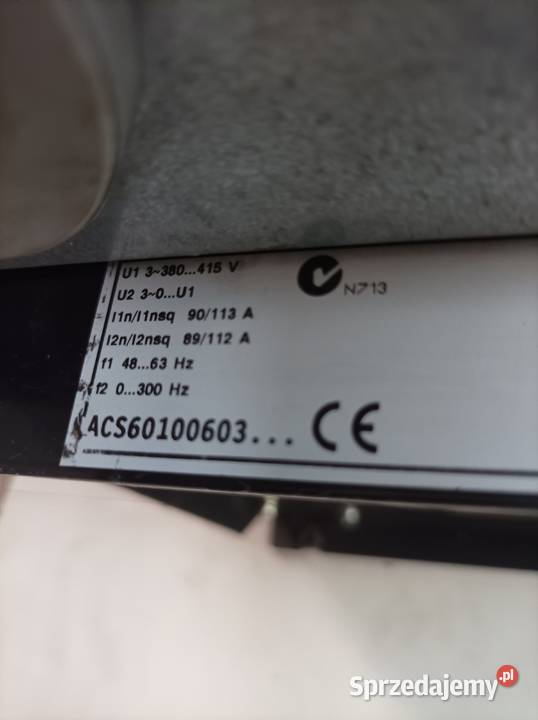 U1 3~380...415 V
U2 3~0...U1
I1n/I1nsq 90/113 A
I2n/I2nsq 89/112 A
f1 48...63 Hz
f2 0...300 Hz
ACS60100603... CE
N713
Sprzedajemy.pl